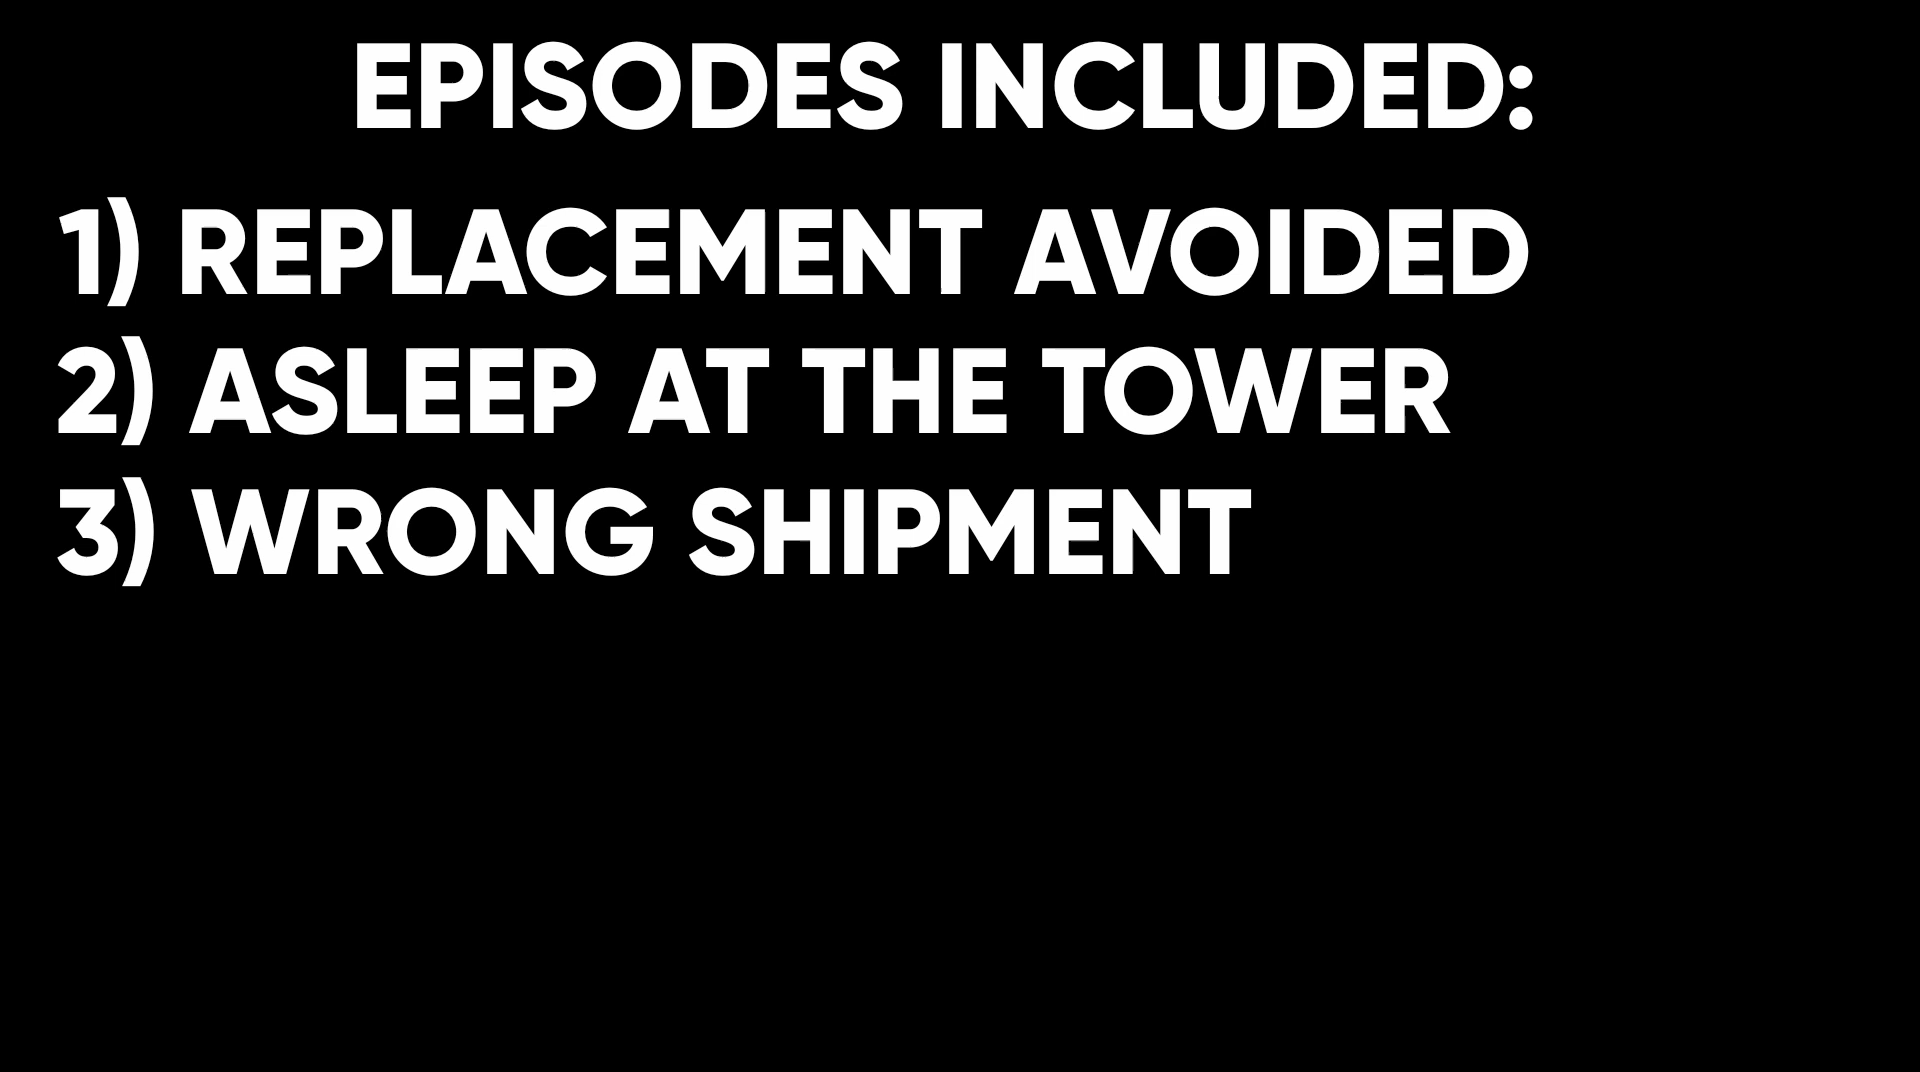 EPISODES INCLUDED:
1) REPLACEMENT AVOIDED
2) ASLEEP AT THE TOWER
3) WRONG SHIPMENT